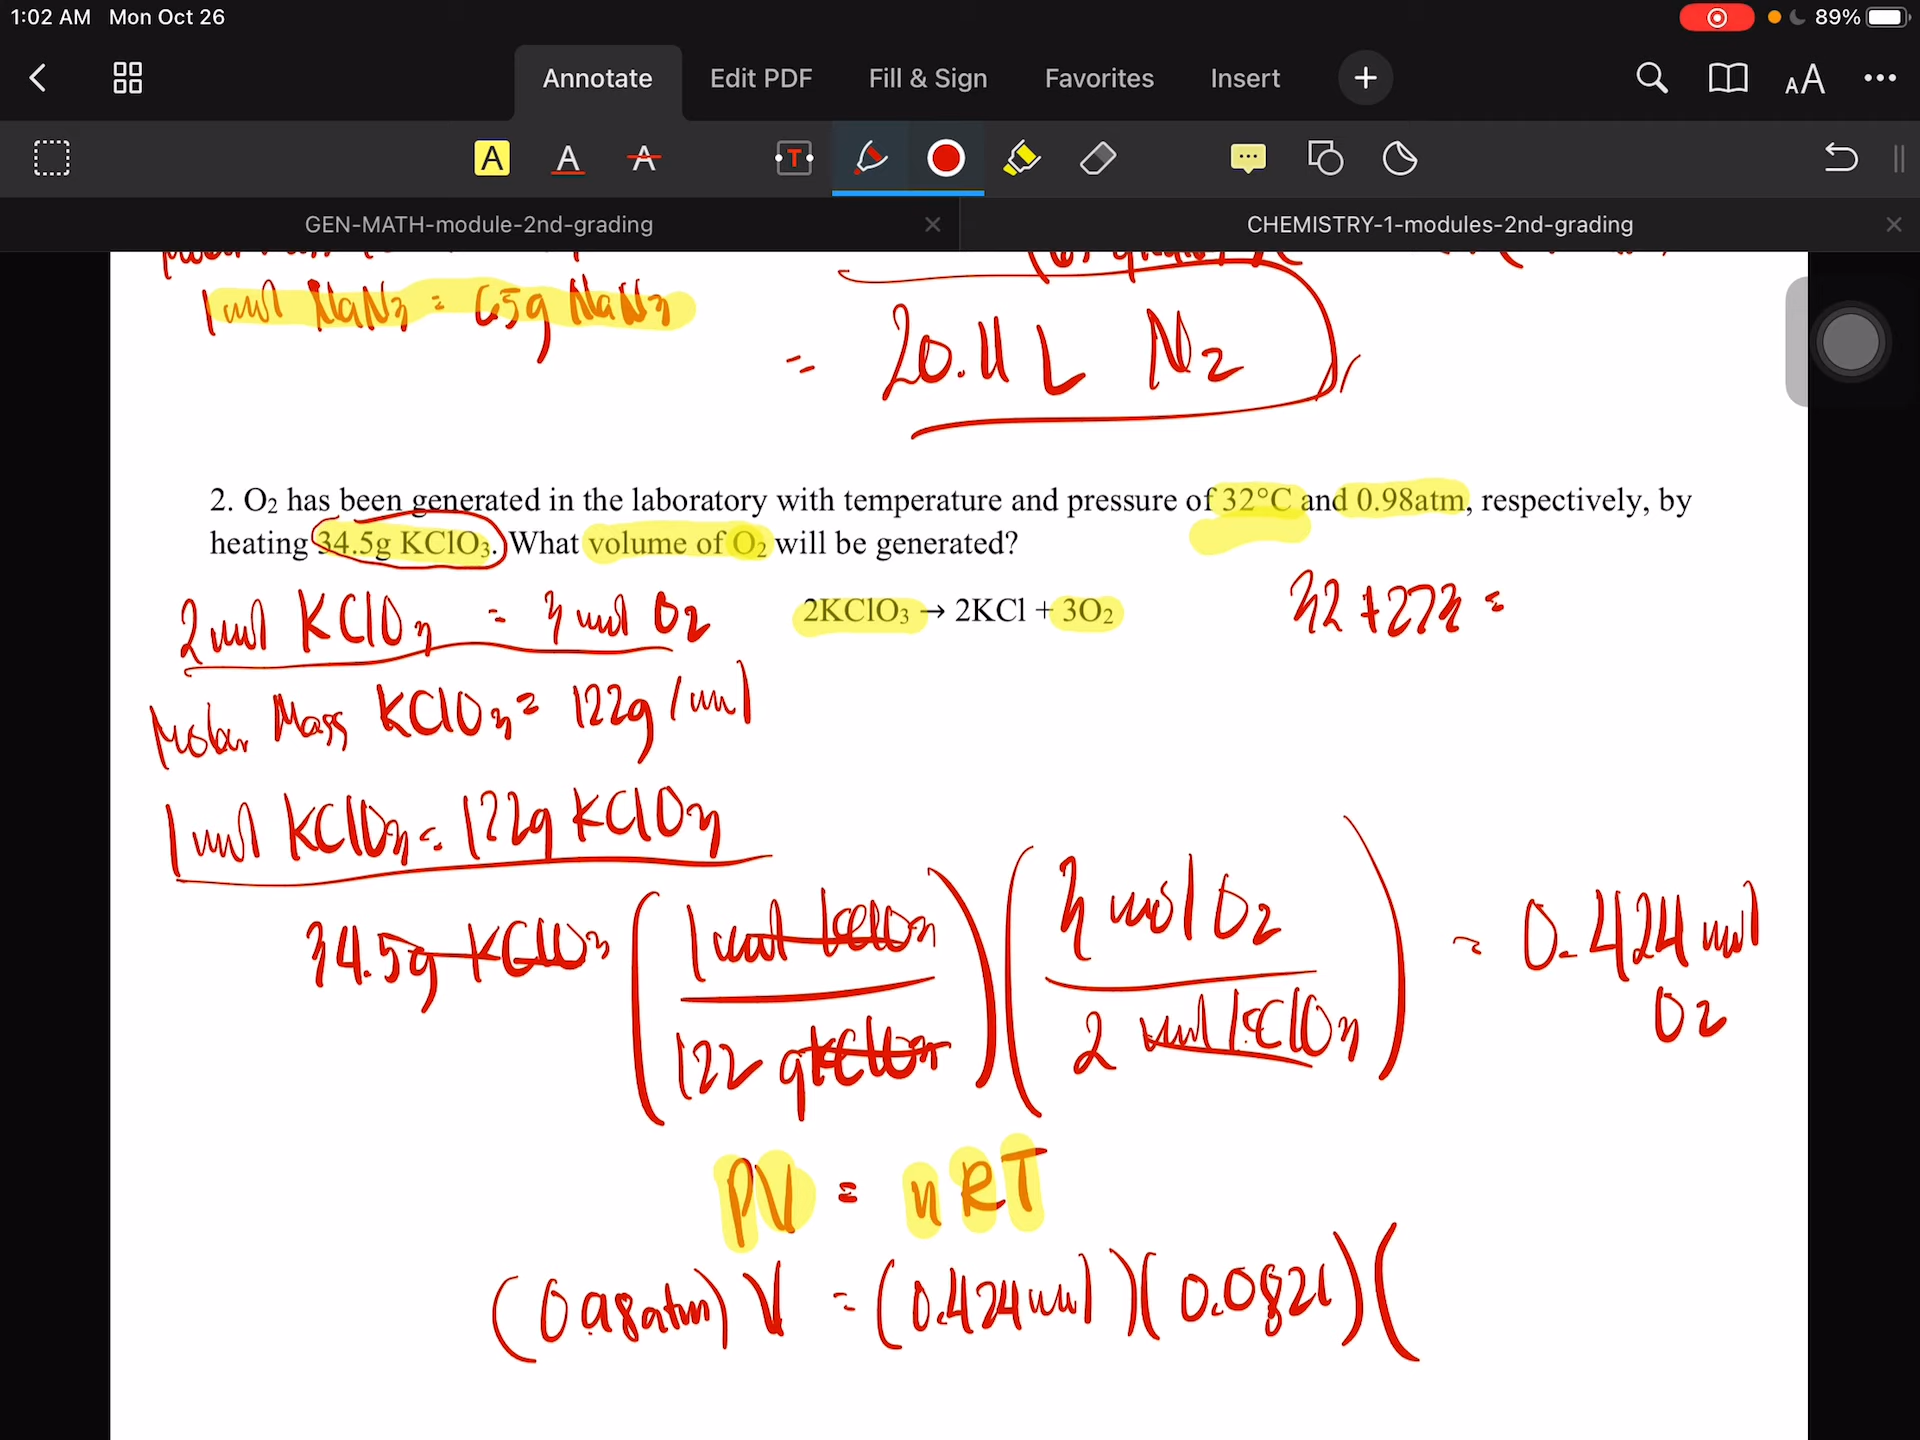 1:02 AM Mon Oct 26 89%
Annotate Edit PDF Fill & Sign Favorites Insert
GEN-MATH-module-2nd-grading CHEMISTRY-1-modules-2nd-grading
1 mol NaN3 = 65g NaN3
= 20.11 L N2
2. O2 has been generated in the laboratory with temperature and pressure of 32°C and 0.98atm, respectively, by
heating 34.5g KClO3. What volume of O2 will be generated?
2KClO3 → 2KCl + 3O2
32 + 273 =
2 mol KClO3 = 3 mol O2
Molar Mass KClO3 = 122g/mol
1 mol KClO3 = 122g KClO3
34.5g KClO3 (1 mol KClO3 / 122 g KClO3) (3 mol O2 / 2 mol KClO3) = 0.424 mol O2
PV = nRT
(0.98atm) V = (0.424 mol)(0.0821)(